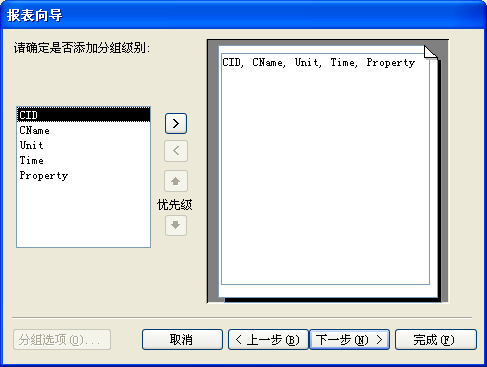 报表向导
请确定是否添加分组级别:
CID
CName
Unit
Time
Property
>
<
优先级
CID, CName, Unit, Time, Property
分组选项(O)...
取消
< 上一步(B)
下一步(N) >
完成(F)